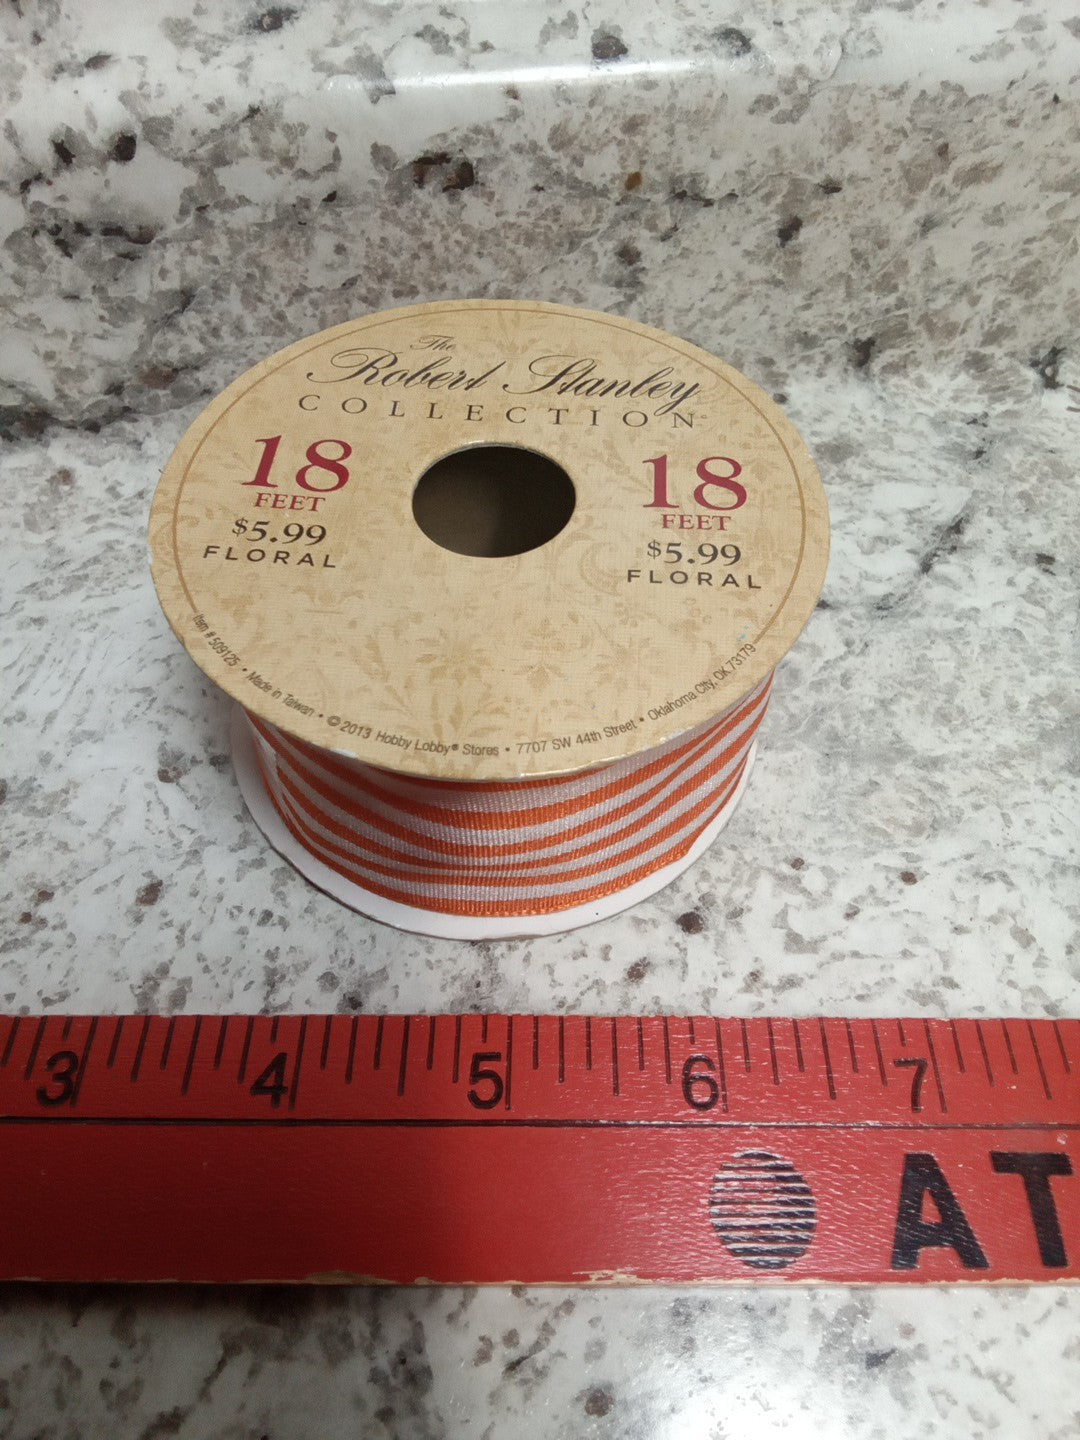 The
Robert Stanley
COLLECTION
18
FEET
$5.99
FLORAL
18
FEET
$5.99
FLORAL
Item # 509125 • Made in Taiwan • © 2013 Hobby Lobby® Stores • 7707 SW 44th Street • Oklahoma City, OK 73179
3 4 5 6 7
AT